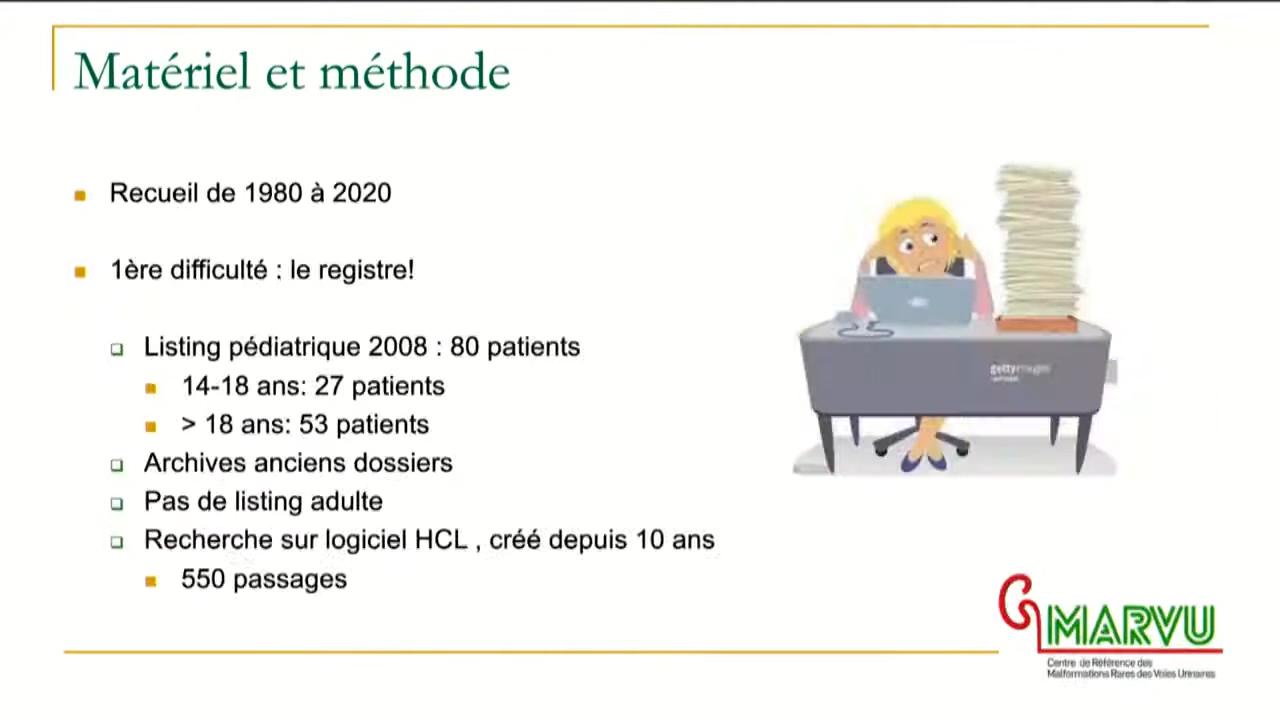 Matériel et méthode
Recueil de 1980 à 2020
1ère difficulté : le registre!
Listing pédiatrique 2008 : 80 patients
14-18 ans: 27 patients
> 18 ans: 53 patients
Archives anciens dossiers
Pas de listing adulte
Recherche sur logiciel HCL , créé depuis 10 ans
550 passages
gettyimages
MARVU
Centre de Référence des
Malformations Rares des Voies Urinaires